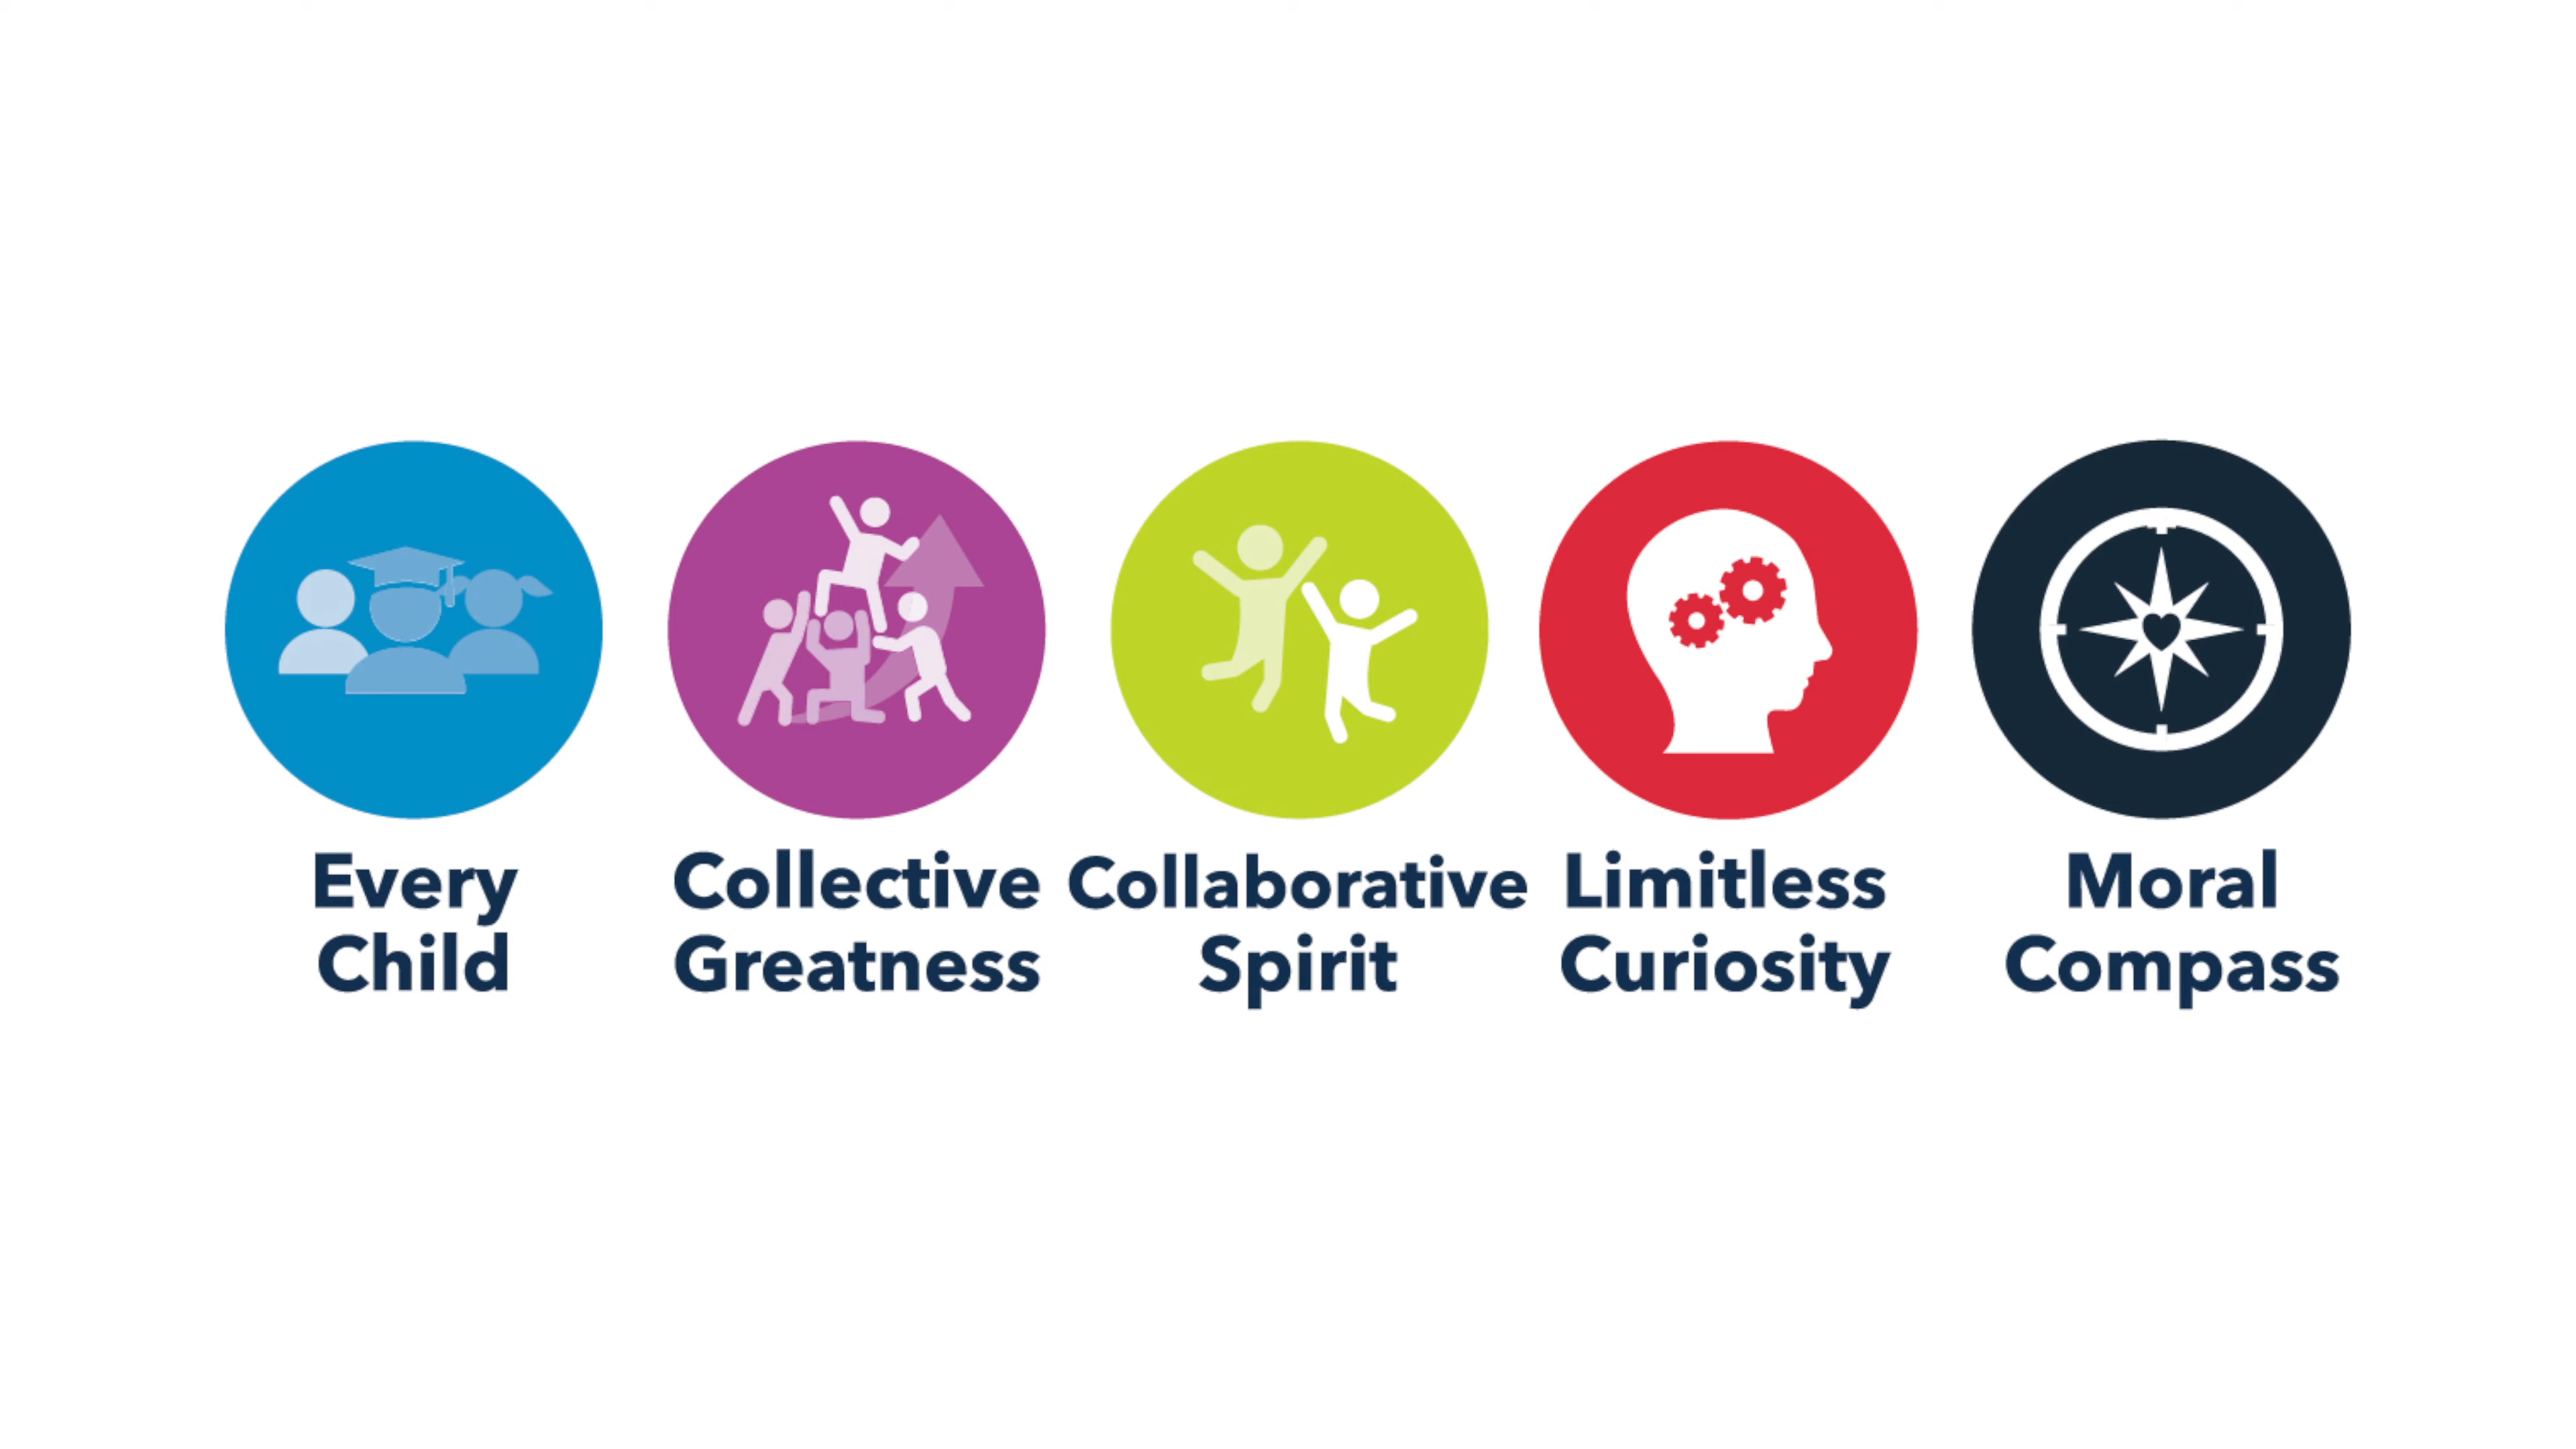 Every
Child
Collective
Greatness
Collaborative
Spirit
Limitless
Curiosity
Moral
Compass